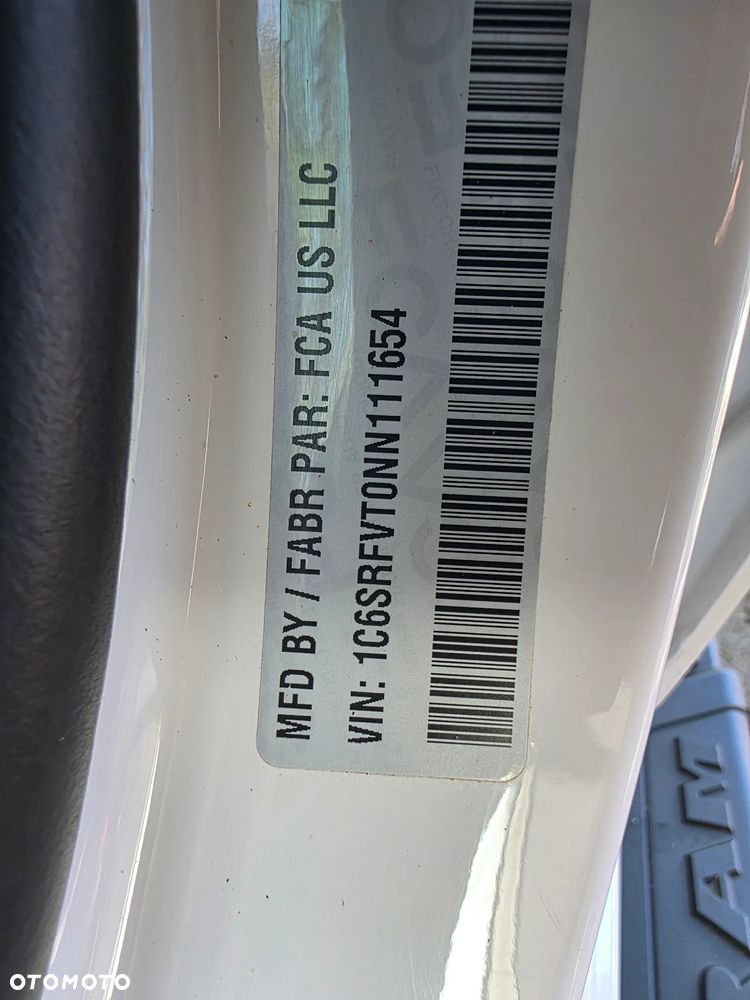 MFD BY / FABR PAR: FCA US LLC
VIN: 1C6SRFVT0NN111654
RAM
OTOMOTO